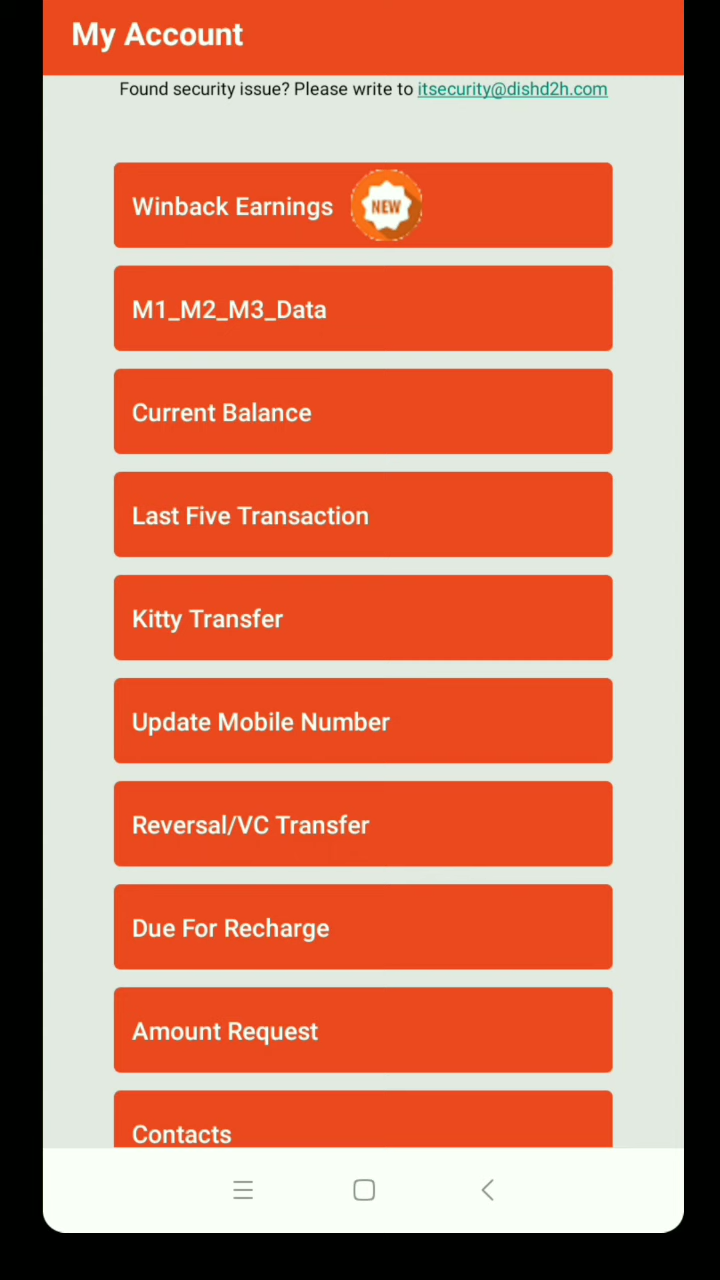 My Account
Found security issue? Please write to itsecurity@dishd2h.com
Winback Earnings NEW
M1_M2_M3_Data
Current Balance
Last Five Transaction
Kitty Transfer
Update Mobile Number
Reversal/VC Transfer
Due For Recharge
Amount Request
Contacts